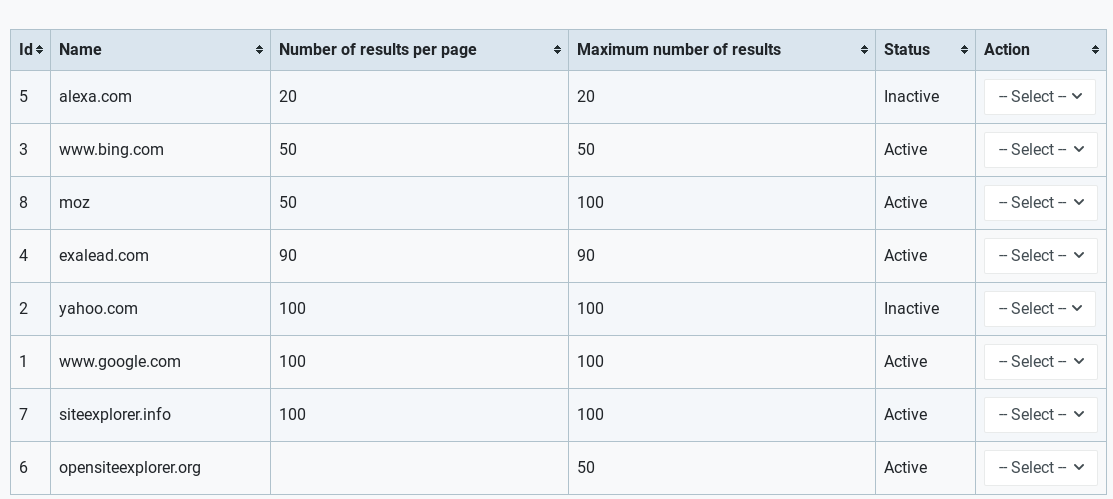 Id Name Number of results per page Maximum number of results Status Action
5 alexa.com 20 20 Inactive -- Select --
3 www.bing.com 50 50 Active -- Select --
8 moz 50 100 Active -- Select --
4 exalead.com 90 90 Active -- Select --
2 yahoo.com 100 100 Inactive -- Select --
1 www.google.com 100 100 Active -- Select --
7 siteexplorer.info 100 100 Active -- Select --
6 opensiteexplorer.org 50 Active -- Select --